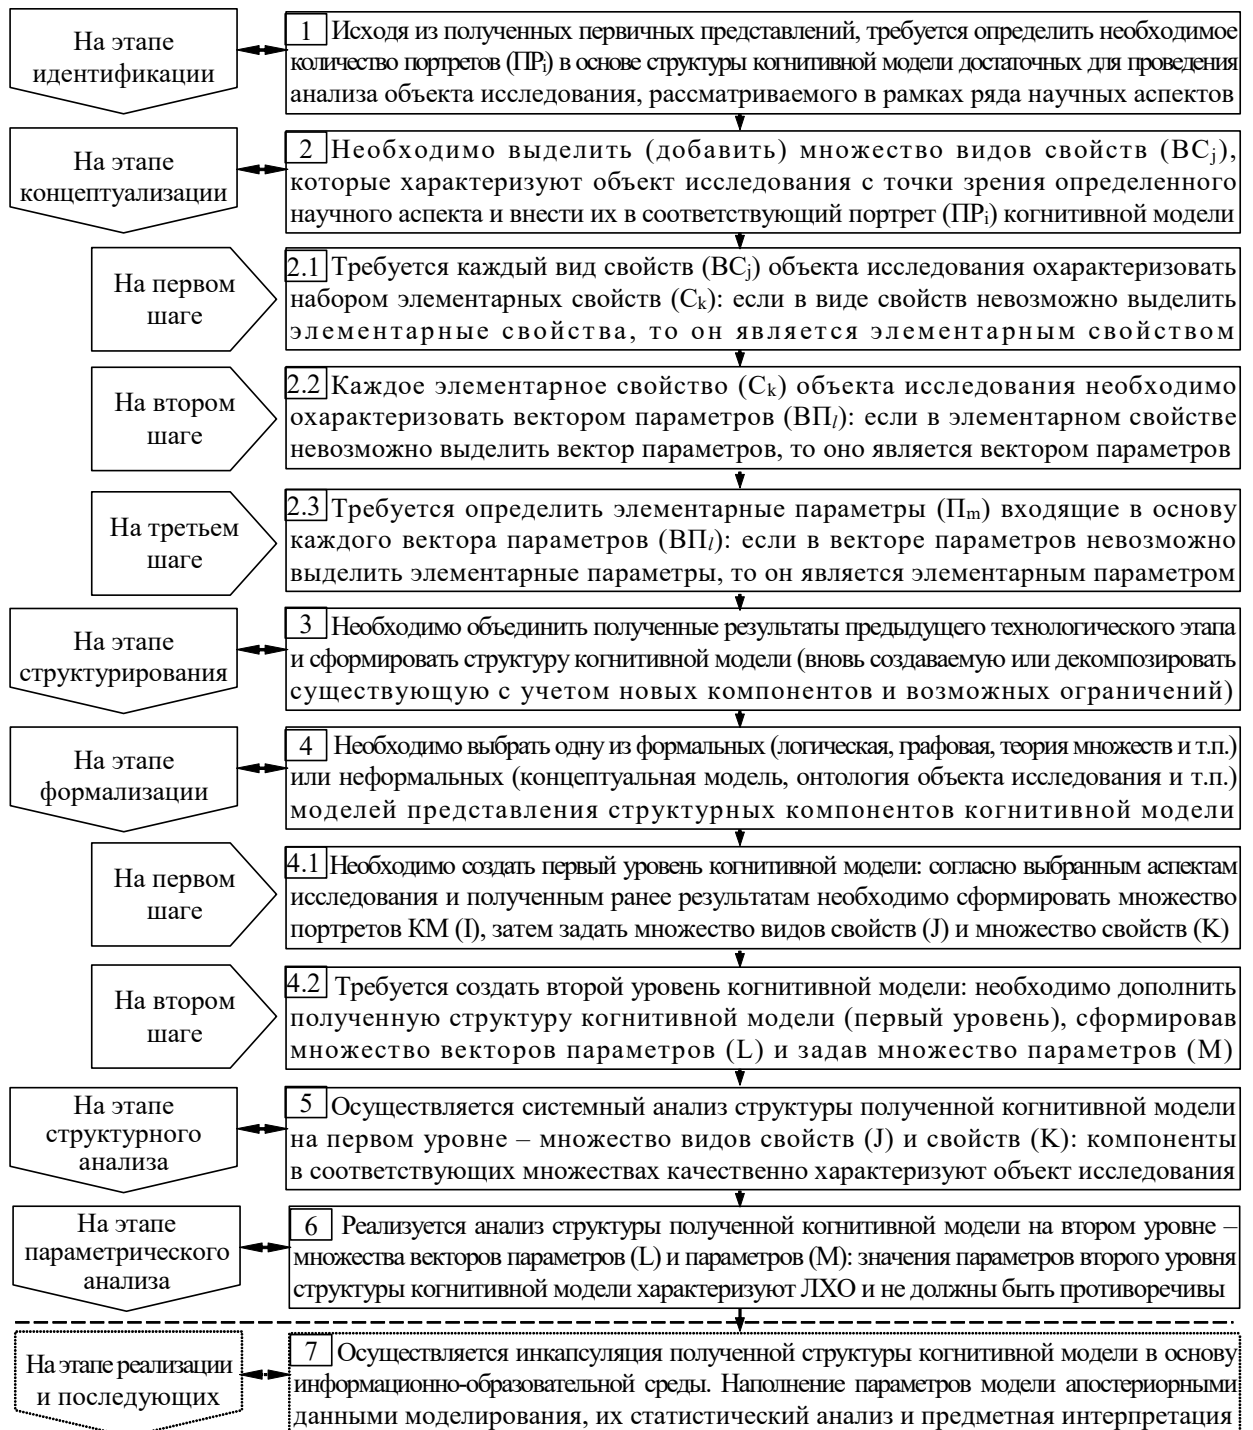 На этапе
идентификации
1 Исходя из полученных первичных представлений, требуется определить необходимое
количество портретов (ПРi) в основе структуры когнитивной модели достаточных для проведения
анализа объекта исследования, рассматриваемого в рамках ряда научных аспектов
На этапе
концептуализации
2 Необходимо выделить (добавить) множество видов свойств (ВСj),
которые характеризуют объект исследования с точки зрения определенного
научного аспекта и внести их в соответствующий портрет (ПРi) когнитивной модели
На первом
шаге
2.1 Требуется каждый вид свойств (ВСj) объекта исследования охарактеризовать
набором элементарных свойств (Сk): если в виде свойств невозможно выделить
элементарные свойства, то он является элементарным свойством
На втором
шаге
2.2 Каждое элементарное свойство (Сk) объекта исследования необходимо
охарактеризовать вектором параметров (ВПl): если в элементарном свойстве
невозможно выделить вектор параметров, то оно является вектором параметров
На третьем
шаге
2.3 Требуется определить элементарные параметры (Пm) входящие в основу
каждого вектора параметров (ВПl): если в векторе параметров невозможно
выделить элементарные параметры, то он является элементарным параметром
На этапе
структурирования
3 Необходимо объединить полученные результаты предыдущего технологического этапа
и сформировать структуру когнитивной модели (вновь создаваемую или декомпозировать
существующую с учетом новых компонентов и возможных ограничений)
На этапе
формализации
4 Необходимо выбрать одну из формальных (логическая, графовая, теория множеств и т.п.)
или неформальных (концептуальная модель, онтология объекта исследования и т.п.)
моделей представления структурных компонентов когнитивной модели
На первом
шаге
4.1 Необходимо создать первый уровень когнитивной модели: согласно выбранным аспектам
исследования и полученным ранее результатам необходимо сформировать множество
портретов КМ (I), затем задать множество видов свойств (J) и множество свойств (K)
На втором
шаге
4.2 Требуется создать второй уровень когнитивной модели: необходимо дополнить
полученную структуру когнитивной модели (первый уровень), сформировав
множество векторов параметров (L) и задав множество параметров (M)
На этапе
структурного
анализа
5 Осуществляется системный анализ структуры полученной когнитивной модели
на первом уровне – множество видов свойств (J) и свойств (K): компоненты
в соответствующих множествах качественно характеризуют объект исследования
На этапе
параметрического
анализа
6 Реализуется анализ структуры полученной когнитивной модели на втором уровне –
множества векторов параметров (L) и параметров (M): значения параметров второго уровня
структуры когнитивной модели характеризуют ЛХО и не должны быть противоречивы
На этапе реализации
и последующих
7 Осуществляется инкапсуляция полученной структуры когнитивной модели в основу
информационно-образовательной среды. Наполнение параметров модели апостериорными
данными моделирования, их статистический анализ и предметная интерпретация